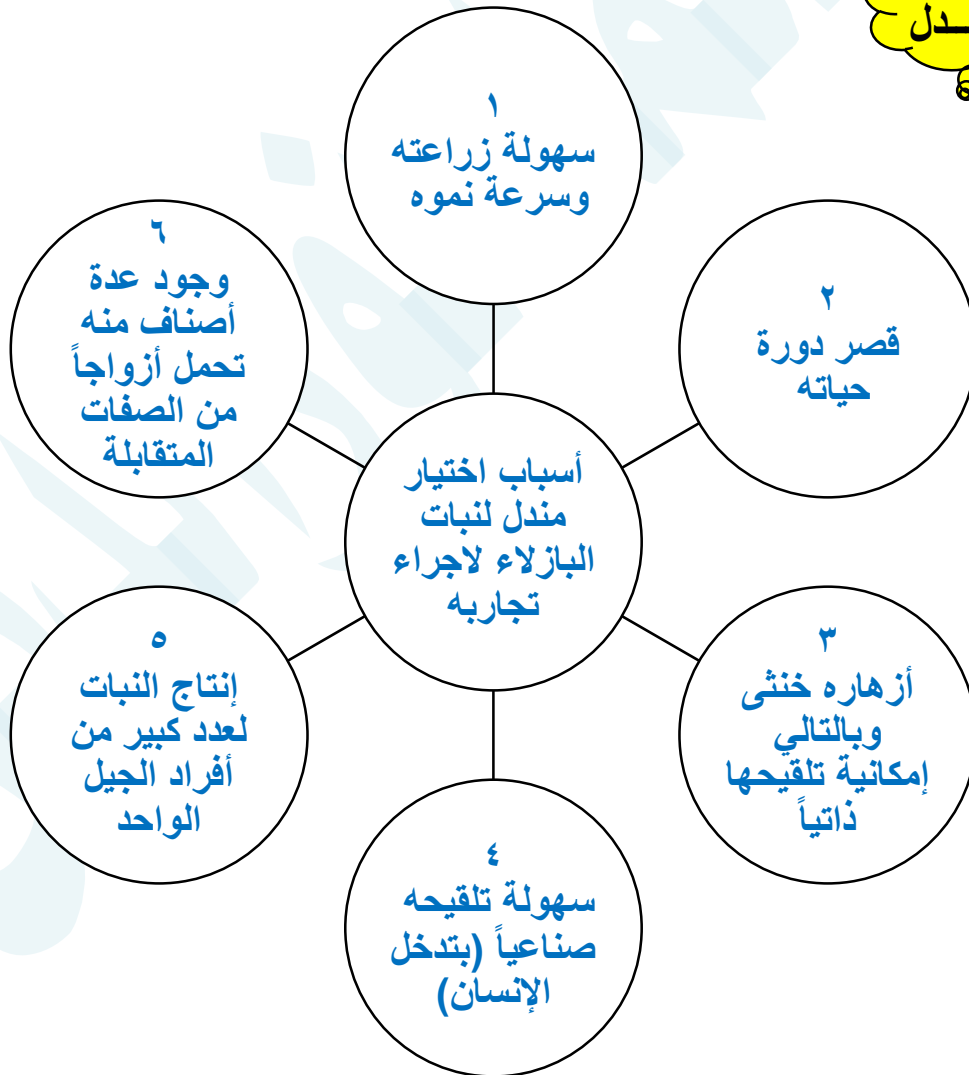 ـدل
١
سهولة زراعته
وسرعة نموه
٢
قصر دورة
حياته
٣
أزهاره خنثى
وبالتالي
إمكانية تلقيحها
ذاتياً
٤
سهولة تلقيحه
صناعياً (بتدخل
الإنسان)
٥
إنتاج النبات
لعدد كبير من
أفراد الجيل
الواحد
٦
وجود عدة
أصناف منه
تحمل أزواجاً
من الصفات
المتقابلة
أسباب اختيار
مندل لنبات
البازلاء لاجراء
تجاربه